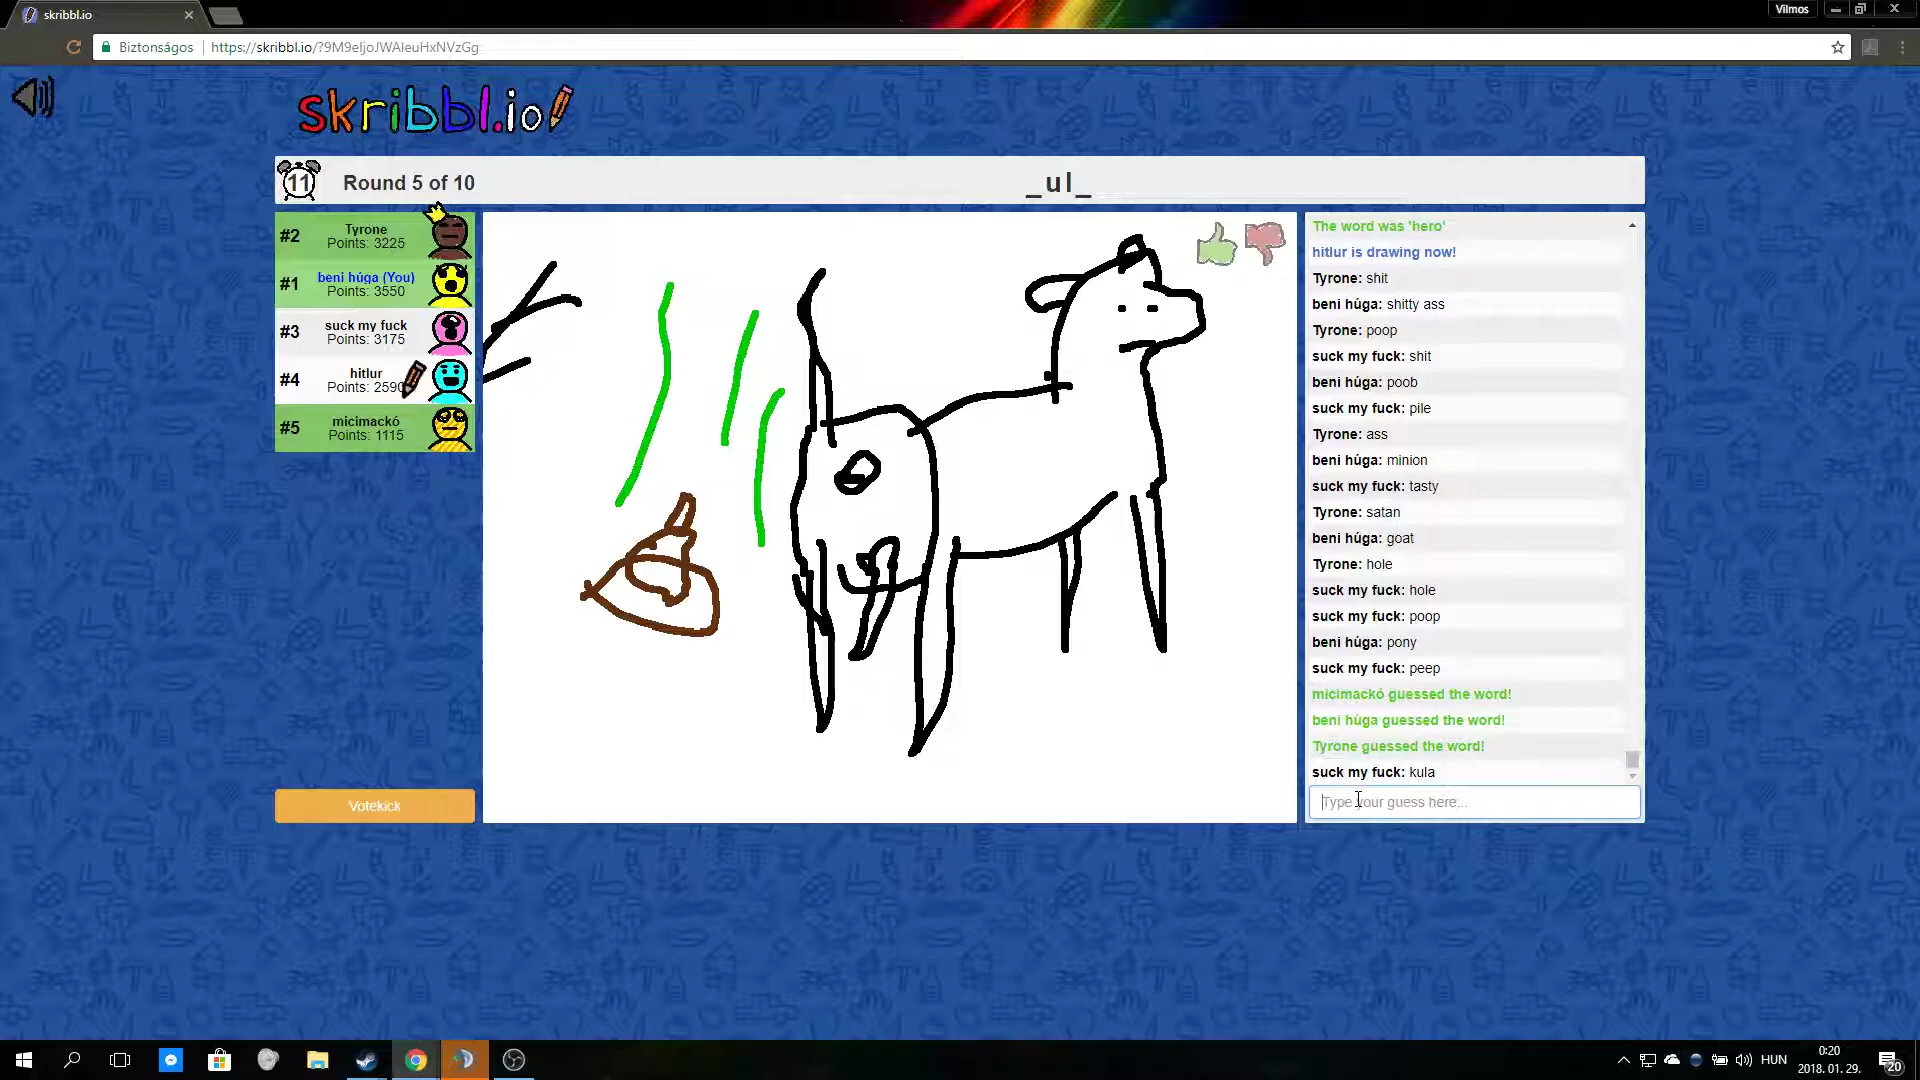 skribbl.io
Vilmos
Biztonságos
https://skribbl.io/?9M9eIjoJWAleuHxNVzGg
skribbl.io
11
Round 5 of 10
_ul_
#2
Tyrone
Points: 3225
#1
beni húga (You)
Points: 3550
#3
suck my fuck
Points: 3175
#4
hitlur
Points: 2590
#5
micimackó
Points: 1115
Votekick
The word was 'hero'
hitlur is drawing now!
Tyrone: shit
beni húga: shitty ass
Tyrone: poop
suck my fuck: shit
beni húga: poob
suck my fuck: pile
Tyrone: ass
beni húga: minion
suck my fuck: tasty
Tyrone: satan
beni húga: goat
Tyrone: hole
suck my fuck: hole
suck my fuck: poop
beni húga: pony
suck my fuck: peep
micimackó guessed the word!
beni húga guessed the word!
Tyrone guessed the word!
suck my fuck: kula
Type your guess here...
HUN
0:20
2018. 01. 29.
20